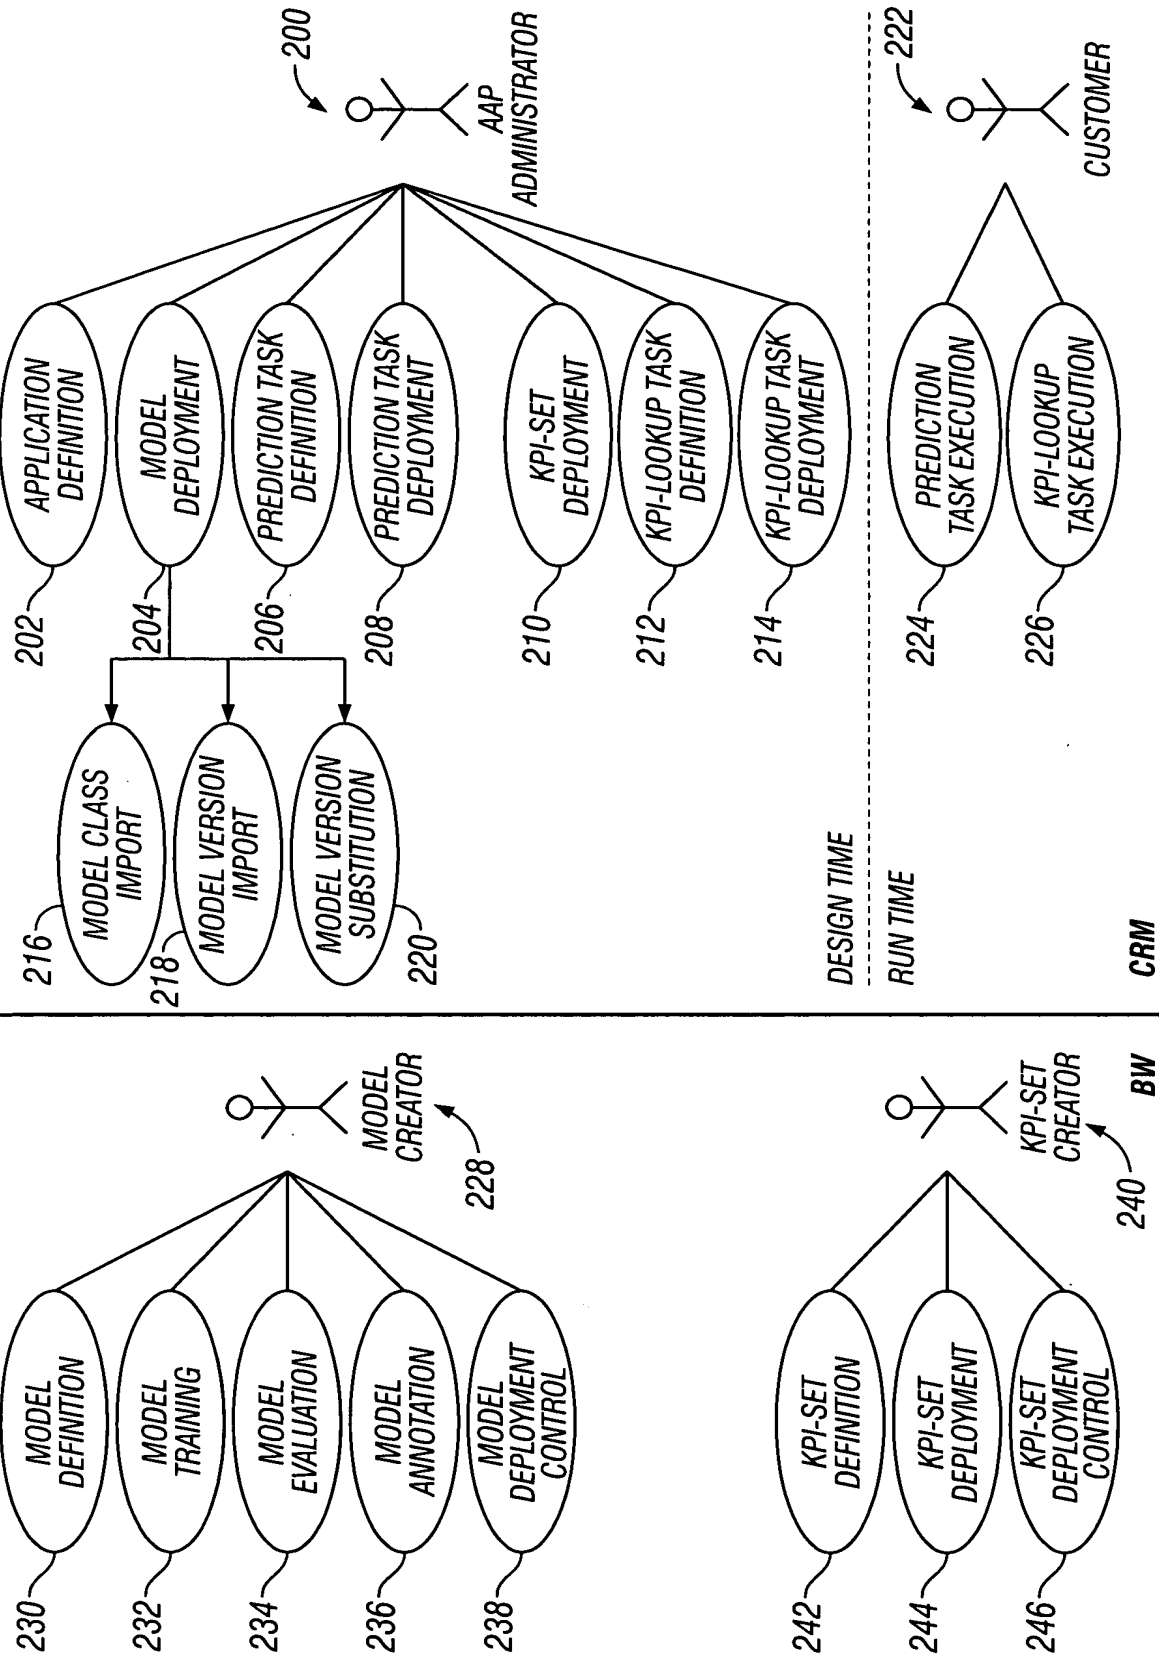 230
MODEL
DEFINITION
232
MODEL
TRAINING
234
MODEL
EVALUATION
236
MODEL
ANNOTATION
238
MODEL
DEPLOYMENT
CONTROL
MODEL
CREATOR
228
242
KPI-SET
DEFINITION
244
KPI-SET
DEPLOYMENT
246
KPI-SET
DEPLOYMENT
CONTROL
KPI-SET
CREATOR
240
BW
216
MODEL CLASS
IMPORT
218
MODEL VERSION
IMPORT
220
MODEL VERSION
SUBSTITUTION
202
APPLICATION
DEFINITION
204
MODEL
DEPLOYMENT
206
PREDICTION TASK
DEFINITION
208
PREDICTION TASK
DEPLOYMENT
210
KPI-SET
DEPLOYMENT
212
KPI-LOOKUP TASK
DEFINITION
214
KPI-LOOKUP TASK
DEPLOYMENT
200
AAP
ADMINISTRATOR
DESIGN TIME
RUN TIME
224
PREDICTION
TASK EXECUTION
226
KPI-LOOKUP
TASK EXECUTION
222
CUSTOMER
CRM